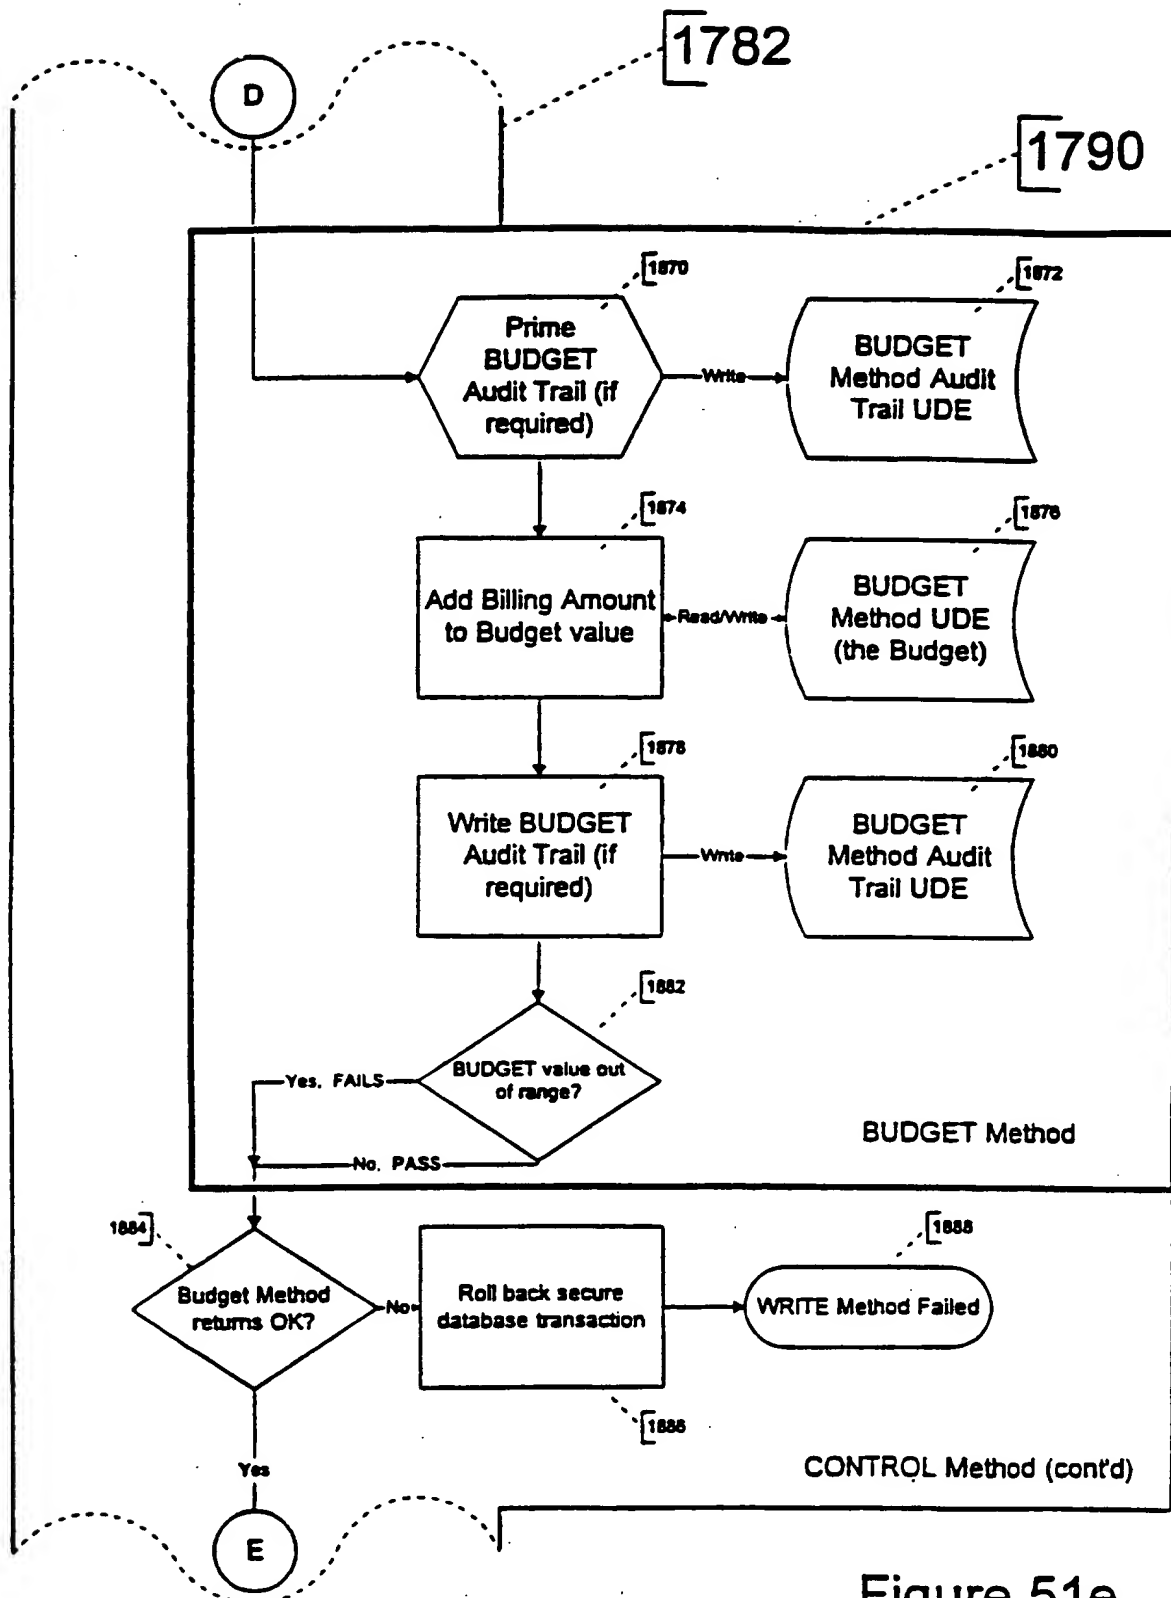 1782
D
1790
1870
1872
Prime
BUDGET
Audit Trail (if
required)
Write
BUDGET
Method Audit
Trail UDE
1874
1876
Add Billing Amount
to Budget value
Read/Write
BUDGET
Method UDE
(the Budget)
1878
1880
Write BUDGET
Audit Trail (if
required)
Write
BUDGET
Method Audit
Trail UDE
1882
BUDGET value out
of range?
Yes, FAILS
No, PASS
BUDGET Method
1884
1888
Budget Method
returns OK?
No
Roll back secure
database transaction
WRITE Method Failed
1886
Yes
CONTROL Method (cont'd)
E
Figure 51e